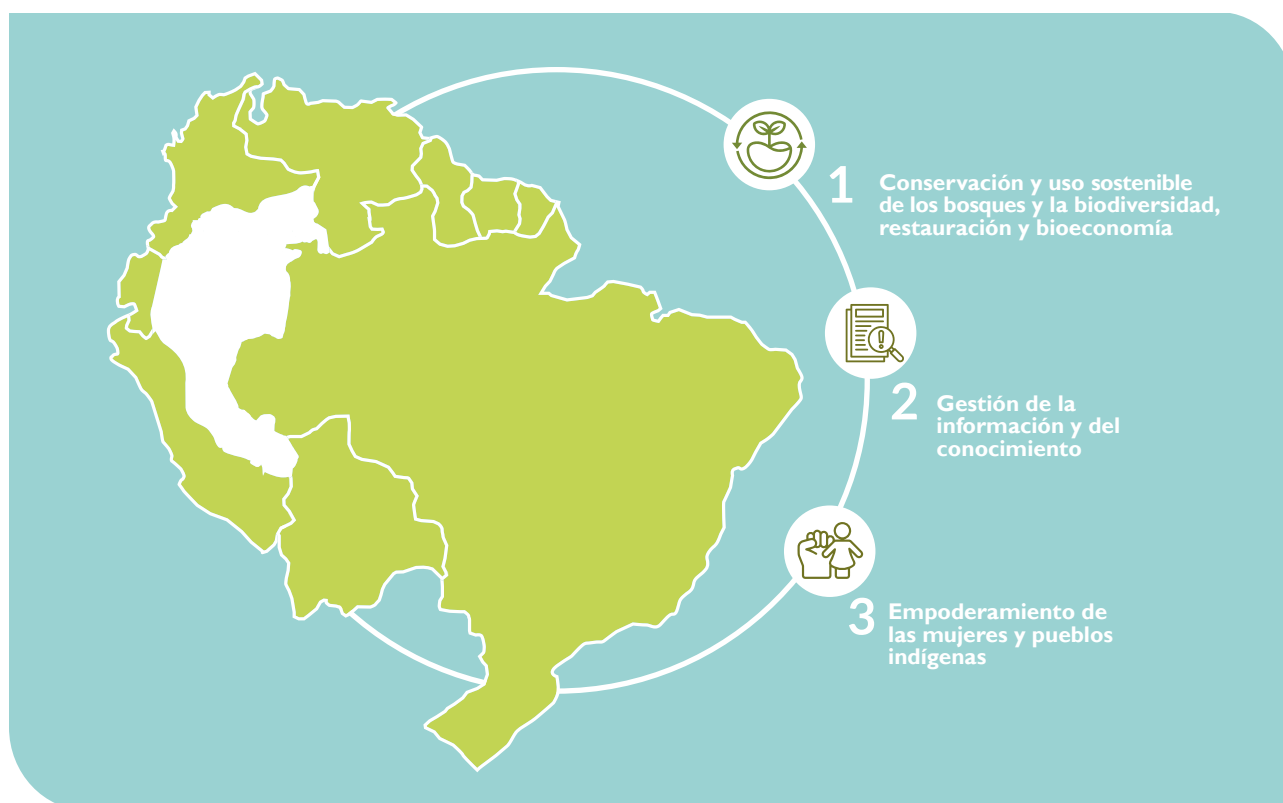 1
Conservación y uso sostenible
de los bosques y la biodiversidad,
restauración y bioeconomía
2
Gestión de la
información y del
conocimiento
3
Empoderamiento de
las mujeres y pueblos
indígenas